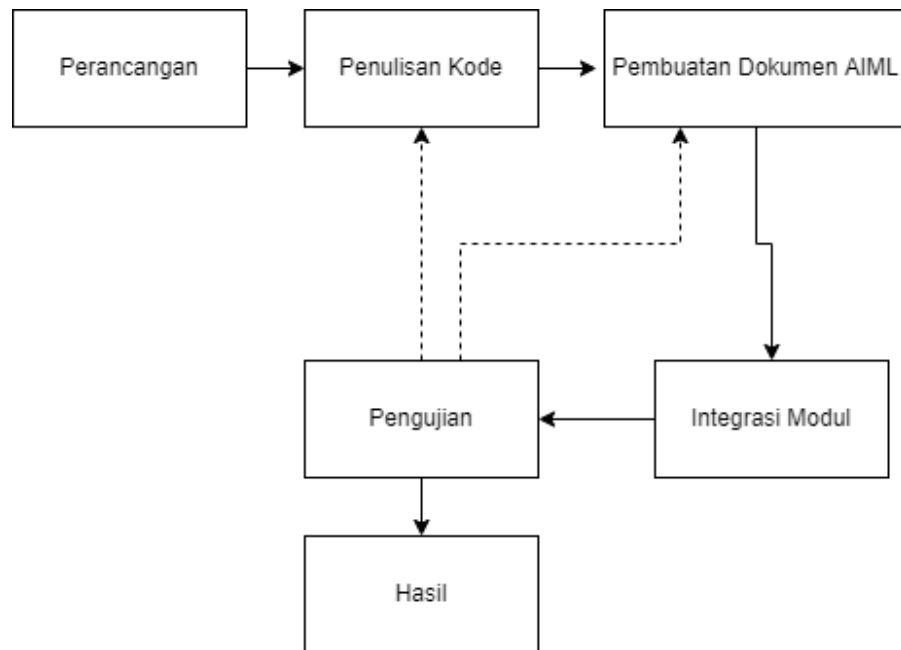 Perancangan
Penulisan Kode
Pembuatan Dokumen AIML
Pengujian
Integrasi Modul
Hasil